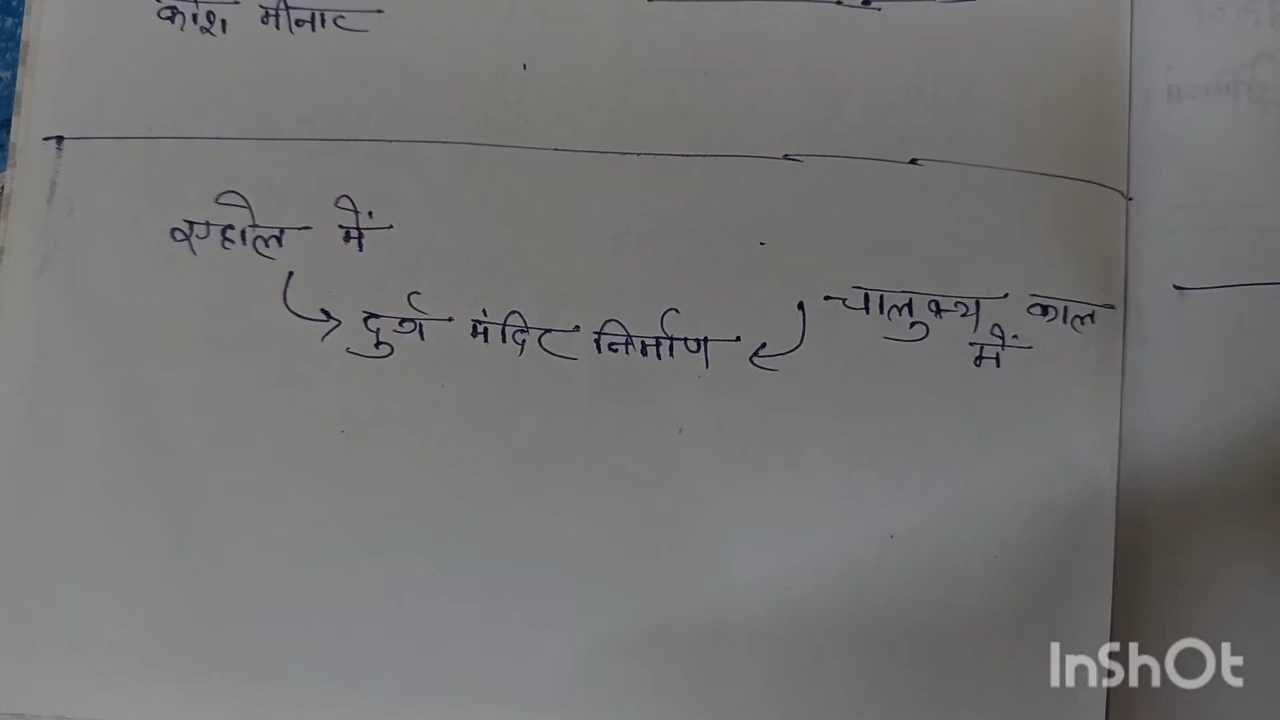 कोश मीनार
एहोल में
दुर्गा मंदिर निर्माण
चालुक्य काल
में
InShOt